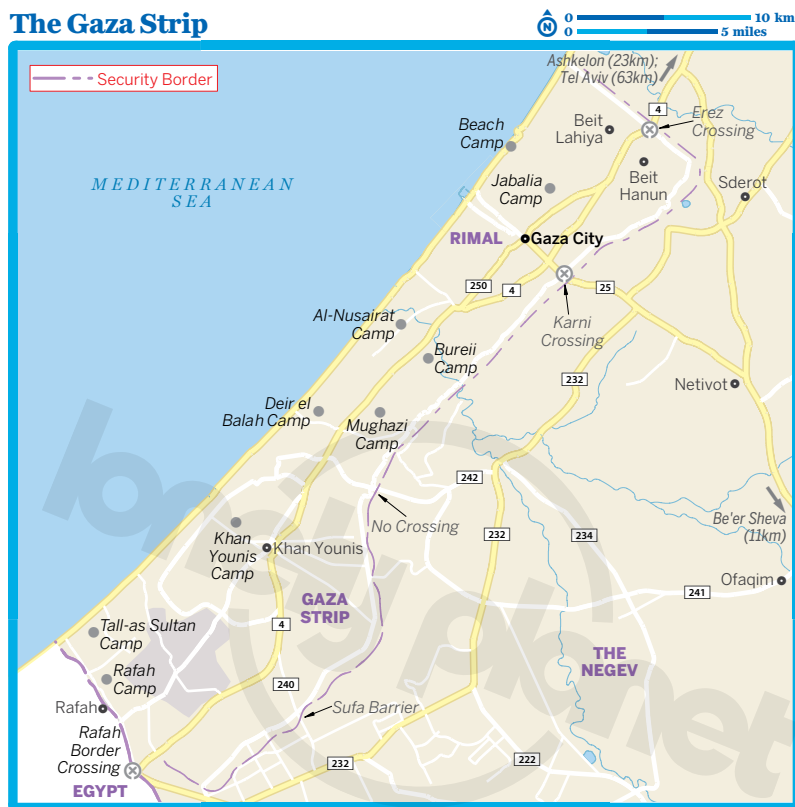 The Gaza Strip
N
0 10 km
0 5 miles
Security Border
Ashkelon (23km);
Tel Aviv (63km)
4
Erez
Crossing
Beit
Lahiya
Beach
Camp
Beit
Hanun
Sderot
Jabalia
Camp
MEDITERRANEAN
SEA
RIMAL
Gaza City
250
4
25
Karni
Crossing
Al-Nusairat
Camp
Bureij
Camp
232
Netivot
Deir el
Balah Camp
Mughazi
Camp
242
No Crossing
Be'er Sheva
(11km)
Khan
Younis
Camp
Khan Younis
232
234
Ofaqim
241
GAZA
STRIP
4
Tall-as Sultan
Camp
THE
NEGEV
Rafah
Camp
240
Rafah
Sufa Barrier
Rafah
Border
Crossing
232
222
EGYPT
lonely planet